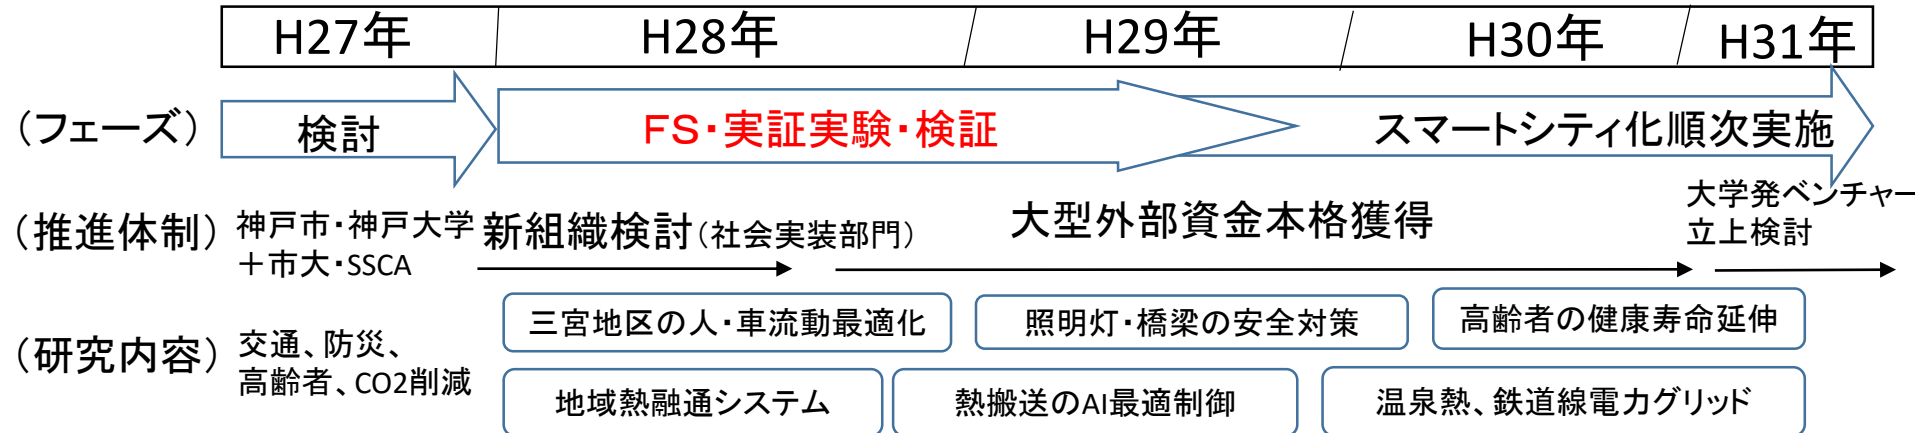 H27年 H28年 H29年 H30年 H31年
（フェーズ） 検討 FS・実証実験・検証 スマートシティ化順次実施
（推進体制）
神戸市・神戸大学
＋市大・SSCA
新組織検討（社会実装部門）
大型外部資金本格獲得
大学発ベンチャー
立上検討
（研究内容）
交通、防災、
高齢者、CO2削減
三宮地区の人・車流動最適化
照明灯・橋梁の安全対策
高齢者の健康寿命延伸
地域熱融通システム
熱搬送のAI最適制御
温泉熱、鉄道線電力グリッド